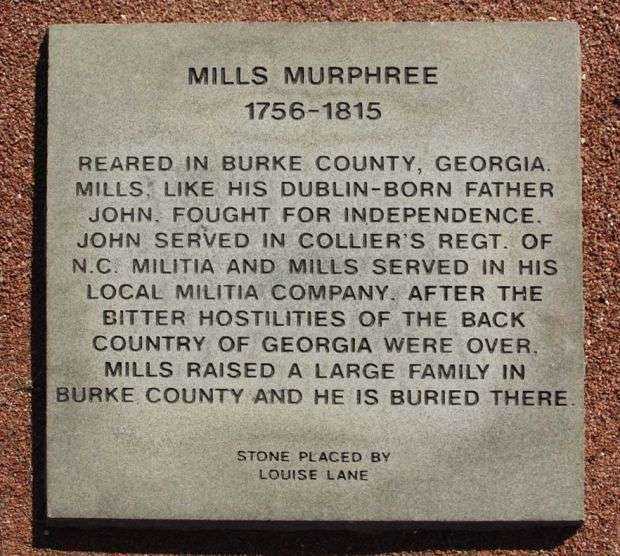 MILLS MURPHREE
1756-1815
REARED IN BURKE COUNTY, GEORGIA.
MILLS, LIKE HIS DUBLIN-BORN FATHER
JOHN, FOUGHT FOR INDEPENDENCE.
JOHN SERVED IN COLLIER'S REGT. OF
N.C. MILITIA AND MILLS SERVED IN HIS
LOCAL MILITIA COMPANY. AFTER THE
BITTER HOSTILITIES OF THE BACK
COUNTRY OF GEORGIA WERE OVER,
MILLS RAISED A LARGE FAMILY IN
BURKE COUNTY AND HE IS BURIED THERE.
STONE PLACED BY
LOUISE LANE